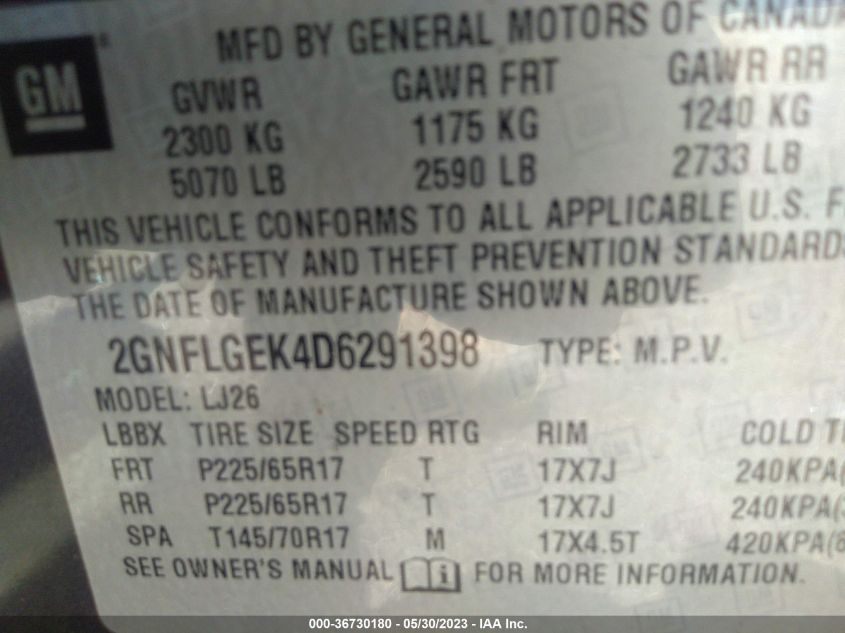 MFD BY GENERAL MOTORS OF CANADA
GM
GVWR GAWR FRT GAWR RR
2300 KG 1175 KG 1240 KG
5070 LB 2590 LB 2733 LB
THIS VEHICLE CONFORMS TO ALL APPLICABLE U.S. F
VEHICLE SAFETY AND THEFT PREVENTION STANDARDS
THE DATE OF MANUFACTURE SHOWN ABOVE.
2GNFLGEK4D6291398 TYPE: M.P.V.
MODEL: LJ26
LBBX TIRE SIZE SPEED RTG RIM COLD TI
FRT P225/65R17 T 17X7J 240KPA(
RR P225/65R17 T 17X7J 240KPA(3
SPA T145/70R17 M 17X4.5T 420KPA(6
SEE OWNER'S MANUAL FOR MORE INFORMATION.
000-36730180 - 05/30/2023 - IAA Inc.